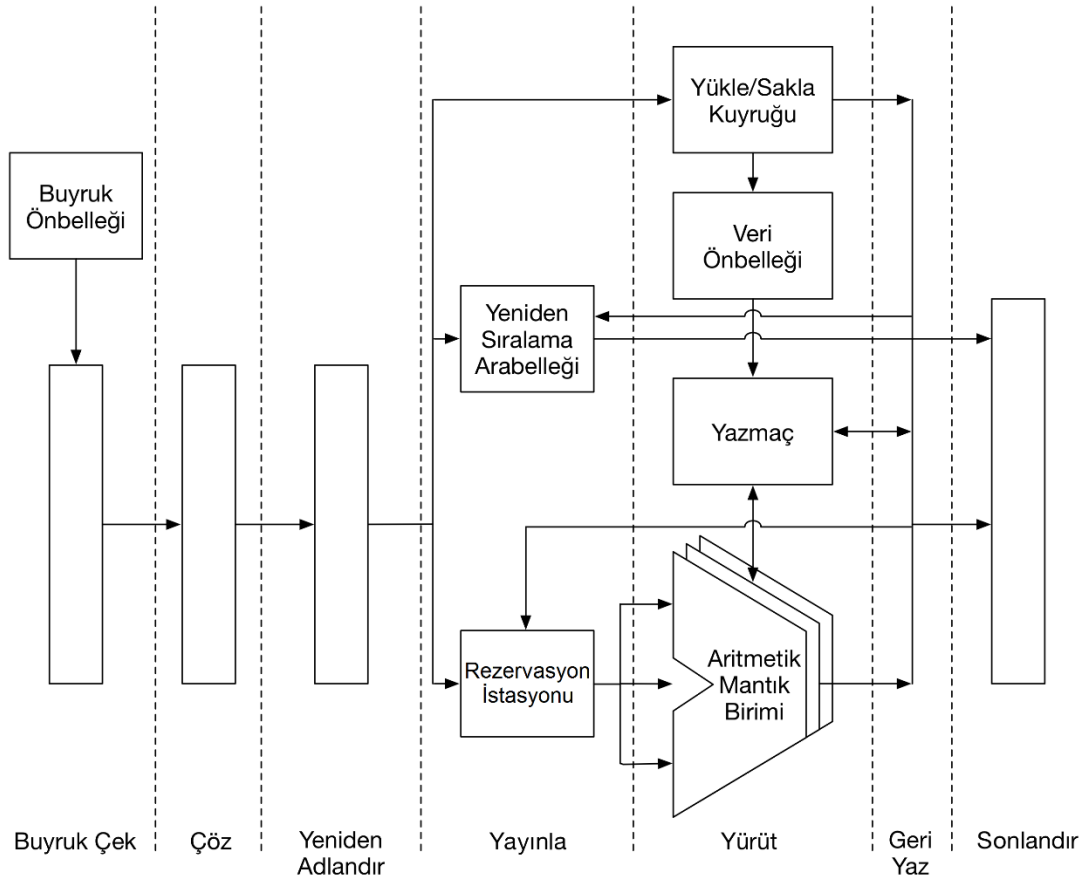 Yükle/Sakla
Kuyruğu
Buyruk
Önbelleği
Veri
Önbelleği
Yeniden
Sıralama
Arabelleği
Yazmaç
Rezervasyon
İstasyonu
Aritmetik
Mantık
Birimi
Buyruk Çek
Çöz
Yeniden
Adlandır
Yayınla
Yürüt
Geri
Yaz
Sonlandır